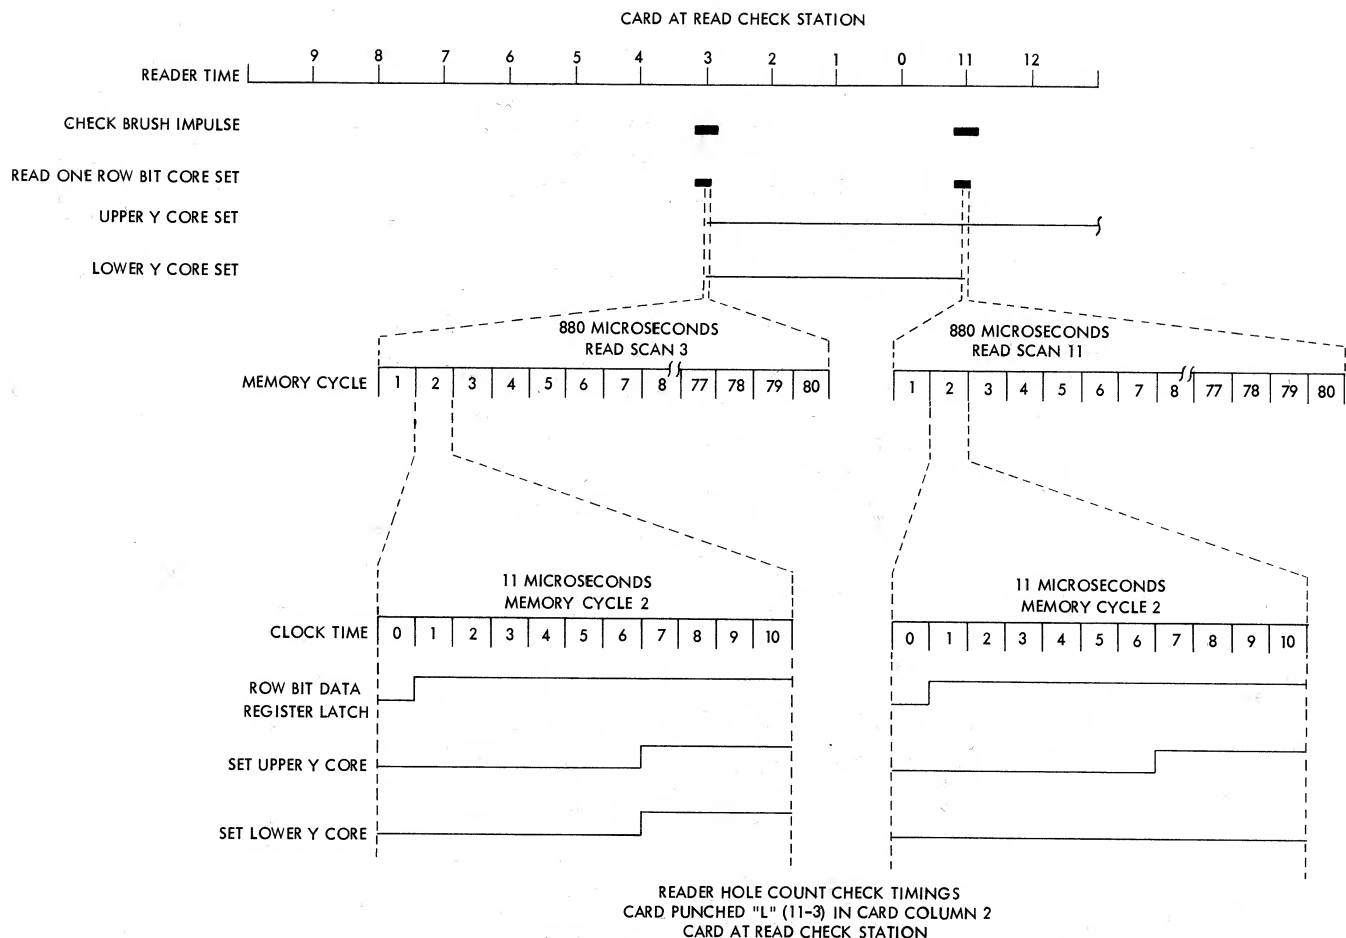 CARD AT READ CHECK STATION
9 8 7 6 5 4 3 2 1 0 11 12
READER TIME
CHECK BRUSH IMPULSE
READ ONE ROW BIT CORE SET
UPPER Y CORE SET
LOWER Y CORE SET
880 MICROSECONDS
READ SCAN 3
880 MICROSECONDS
READ SCAN 11
MEMORY CYCLE 1 2 3 4 5 6 7 8 77 78 79 80 1 2 3 4 5 6 7 8 77 78 79 80
11 MICROSECONDS
MEMORY CYCLE 2
11 MICROSECONDS
MEMORY CYCLE 2
CLOCK TIME 0 1 2 3 4 5 6 7 8 9 10 0 1 2 3 4 5 6 7 8 9 10
ROW BIT DATA
REGISTER LATCH
SET UPPER Y CORE
SET LOWER Y CORE
READER HOLE COUNT CHECK TIMINGS
CARD PUNCHED "L" (11-3) IN CARD COLUMN 2
CARD AT READ CHECK STATION